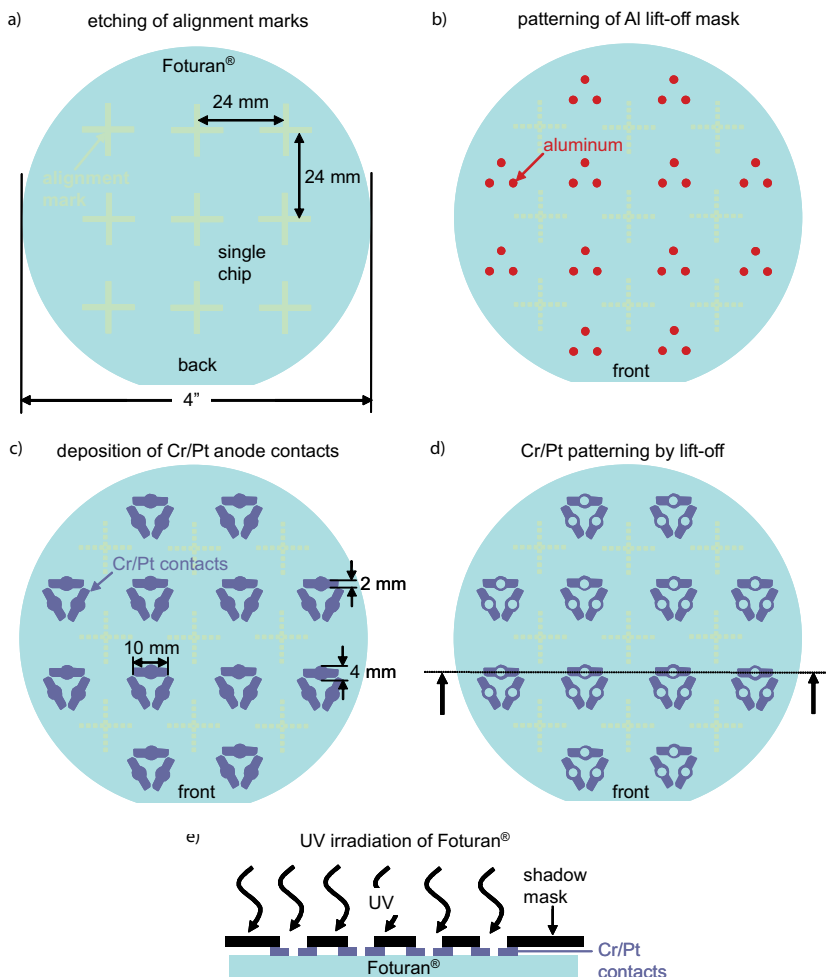 a)
etching of alignment marks
Foturan®
24 mm
24 mm
alignment
mark
single
chip
back
4”
b)
patterning of Al lift-off mask
aluminum
front
c)
deposition of Cr/Pt anode contacts
Cr/Pt contacts
2 mm
10 mm
4 mm
front
d)
Cr/Pt patterning by lift-off
front
e)
UV irradiation of Foturan®
UV
shadow
mask
Cr/Pt
contacts
Foturan®